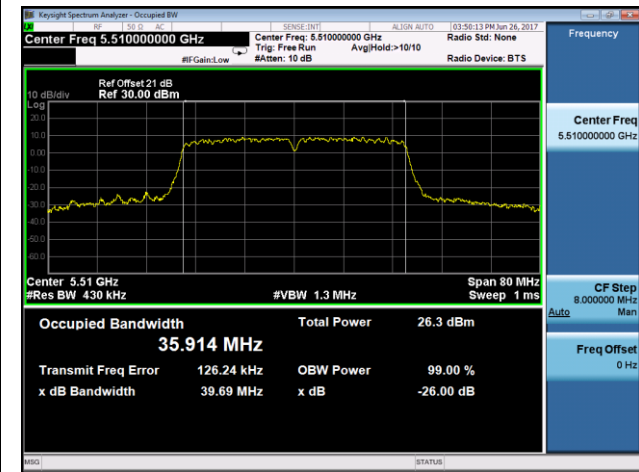 Keysight Spectrum Analyzer - Occupied BW
RF 50 Ω AC SENSE:INT ALIGN AUTO 03:50:13 PM Jun 26, 2017
Center Freq 5.510000000 GHz
Center Freq: 5.510000000 GHz
Radio Std: None
Trig: Free Run Avg|Hold:>10/10
#IFGain:Low #Atten: 10 dB Radio Device: BTS
Ref Offset 21 dB
10 dB/div Ref 30.00 dBm
Log
20.0
10.0
0.00
-10.0
-20.0
-30.0
-40.0
-50.0
-60.0
Center 5.51 GHz Span 80 MHz
#Res BW 430 kHz #VBW 1.3 MHz Sweep 1 ms
Occupied Bandwidth Total Power 26.3 dBm
35.914 MHz
Transmit Freq Error 126.24 kHz OBW Power 99.00 %
x dB Bandwidth 39.69 MHz x dB -26.00 dB
MSG STATUS
Frequency
Center Freq
5.510000000 GHz
CF Step
8.000000 MHz
Auto Man
Freq Offset
0 Hz